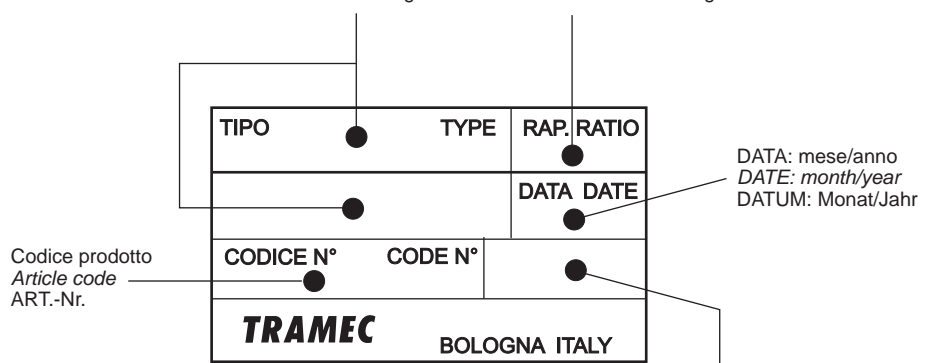 TIPO TYPE RAP. RATIO
DATA DATE
DATA: mese/anno
DATE: month/year
DATUM: Monat/Jahr
Codice prodotto
Article code
ART.-Nr.
CODICE N° CODE N°
TRAMEC
BOLOGNA ITALY